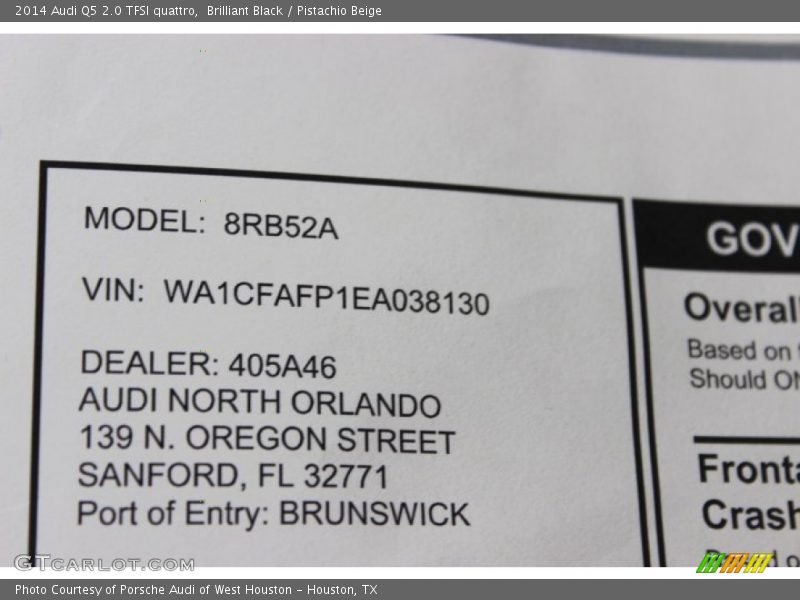 2014 Audi Q5 2.0 TFSI quattro,  Brilliant Black / Pistachio Beige
MODEL: 8RB52A
VIN: WA1CFAFP1EA038130
DEALER: 405A46
AUDI NORTH ORLANDO
139 N. OREGON STREET
SANFORD, FL 32771
Port of Entry: BRUNSWICK
GOV
Overall
Based on
Should
Fronta
Crash
GTCARLOT.COM
Photo Courtesy of Porsche Audi of West Houston - Houston, TX